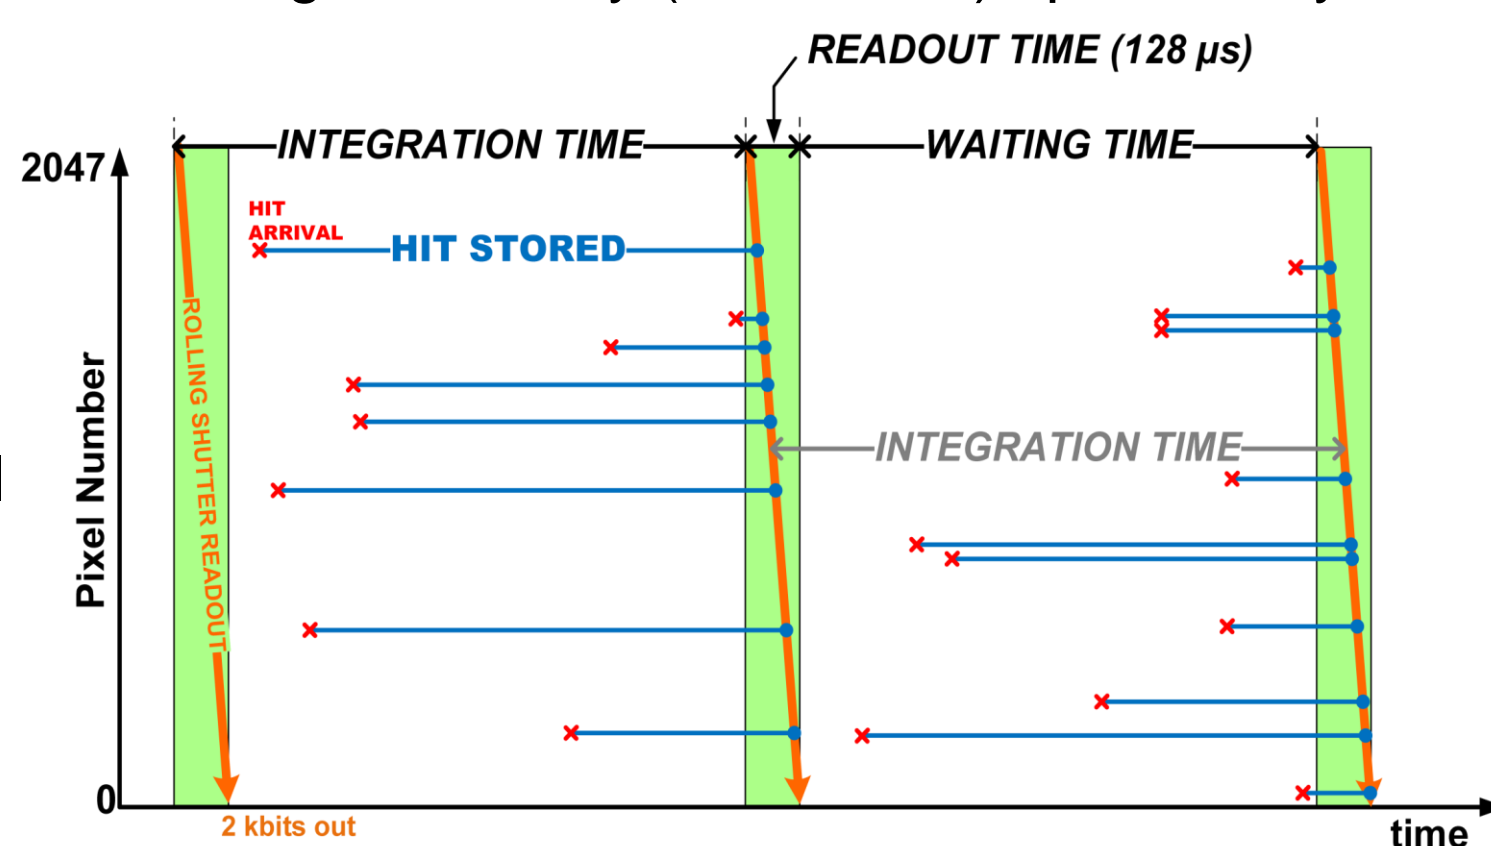 READOUT TIME (128 µs)
INTEGRATION TIME
WAITING TIME
2047
HIT
ARRIVAL
HIT STORED
ROLLING SHUTTER READOUT
Pixel Number
INTEGRATION TIME
0
2 kbits out
time